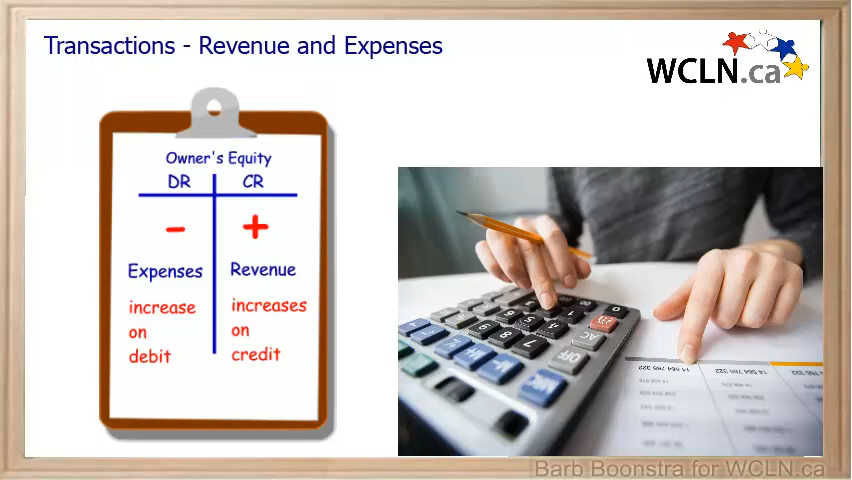 Transactions - Revenue and Expenses
WCLN.ca
Owner's Equity
DR CR
- +
Expenses Revenue
increase increases
on on
debit credit
Barb Boonstra for WCLN.ca